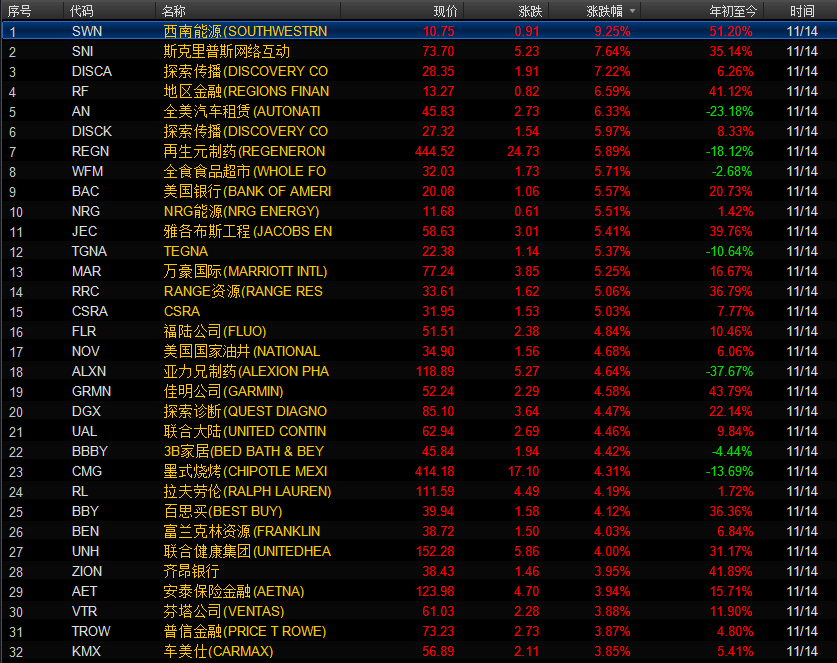 序号 代码 名称 现价 涨跌 涨跌幅 年初至今 时间
1 SWN 西南能源(SOUTHWESTRN 10.75 0.91 9.25% 51.20% 11/14
2 SNI 斯克里普斯网络互动 73.70 5.23 7.64% 35.14% 11/14
3 DISCA 探索传播(DISCOVERY CO 28.35 1.91 7.22% 6.26% 11/14
4 RF 地区金融(REGIONS FINAN 13.27 0.82 6.59% 41.12% 11/14
5 AN 全美汽车租赁(AUTONATI 45.83 2.73 6.33% -23.18% 11/14
6 DISCK 探索传播(DISCOVERY CO 27.32 1.54 5.97% 8.33% 11/14
7 REGN 再生元制药(REGENERON 444.52 24.73 5.89% -18.12% 11/14
8 WFM 全食食品超市(WHOLE FO 32.03 1.73 5.71% -2.68% 11/14
9 BAC 美国银行(BANK OF AMERI 20.08 1.06 5.57% 20.73% 11/14
10 NRG NRG能源(NRG ENERGY) 11.68 0.61 5.51% 1.42% 11/14
11 JEC 雅各布斯工程(JACOBS EN 58.63 3.01 5.41% 39.76% 11/14
12 TGNA TEGNA 22.38 1.14 5.37% -10.64% 11/14
13 MAR 万豪国际(MARRIOTT INTL) 77.24 3.85 5.25% 16.67% 11/14
14 RRC RANGE资源(RANGE RES 33.61 1.62 5.06% 36.79% 11/14
15 CSRA CSRA 31.95 1.53 5.03% 7.77% 11/14
16 FLR 福陆公司(FLUO) 51.51 2.38 4.84% 10.46% 11/14
17 NOV 美国国家油井(NATIONAL 34.90 1.56 4.68% 6.06% 11/14
18 ALXN 亚力兄制药(ALEXION PHA 118.89 5.27 4.64% -37.67% 11/14
19 GRMN 佳明公司(GARMIN) 52.24 2.29 4.58% 43.79% 11/14
20 DGX 探索诊断(QUEST DIAGNO 85.10 3.64 4.47% 22.14% 11/14
21 UAL 联合大陆(UNITED CONTIN 62.94 2.69 4.46% 9.84% 11/14
22 BBBY 3B家居(BED BATH & BEY 45.84 1.94 4.42% -4.44% 11/14
23 CMG 墨式烧烤(CHIPOTLE MEXI 414.18 17.10 4.31% -13.69% 11/14
24 RL 拉夫劳伦(RALPH LAUREN) 111.59 4.49 4.19% 1.72% 11/14
25 BBY 百思买(BEST BUY) 39.94 1.58 4.12% 36.36% 11/14
26 BEN 富兰克林资源(FRANKLIN 38.72 1.50 4.03% 6.84% 11/14
27 UNH 联合健康集团(UNITEDHEA 152.28 5.86 4.00% 31.17% 11/14
28 ZION 齐昂银行 38.43 1.46 3.95% 41.89% 11/14
29 AET 安泰保险金融(AETNA) 123.98 4.70 3.94% 15.71% 11/14
30 VTR 芬塔公司(VENTAS) 61.03 2.28 3.88% 11.90% 11/14
31 TROW 普信金融(PRICE T ROWE) 73.23 2.73 3.87% 4.80% 11/14
32 KMX 车美仕(CARMAX) 56.89 2.11 3.85% 5.41% 11/14